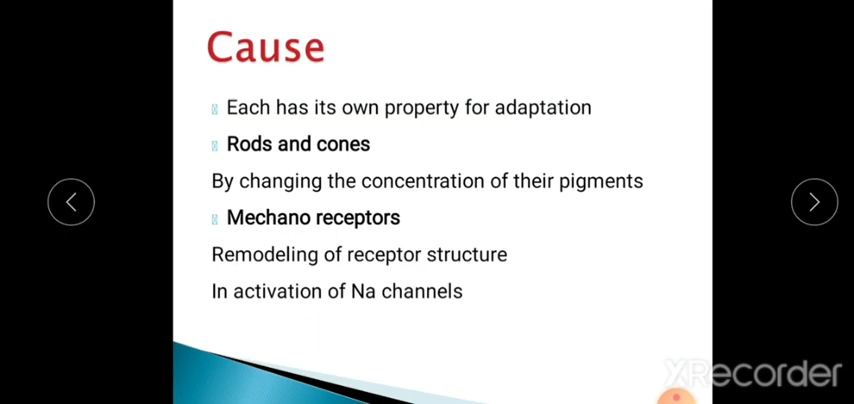 Cause
Each has its own property for adaptation
Rods and cones
By changing the concentration of their pigments
Mechano receptors
Remodeling of receptor structure
In activation of Na channels
XRecorder